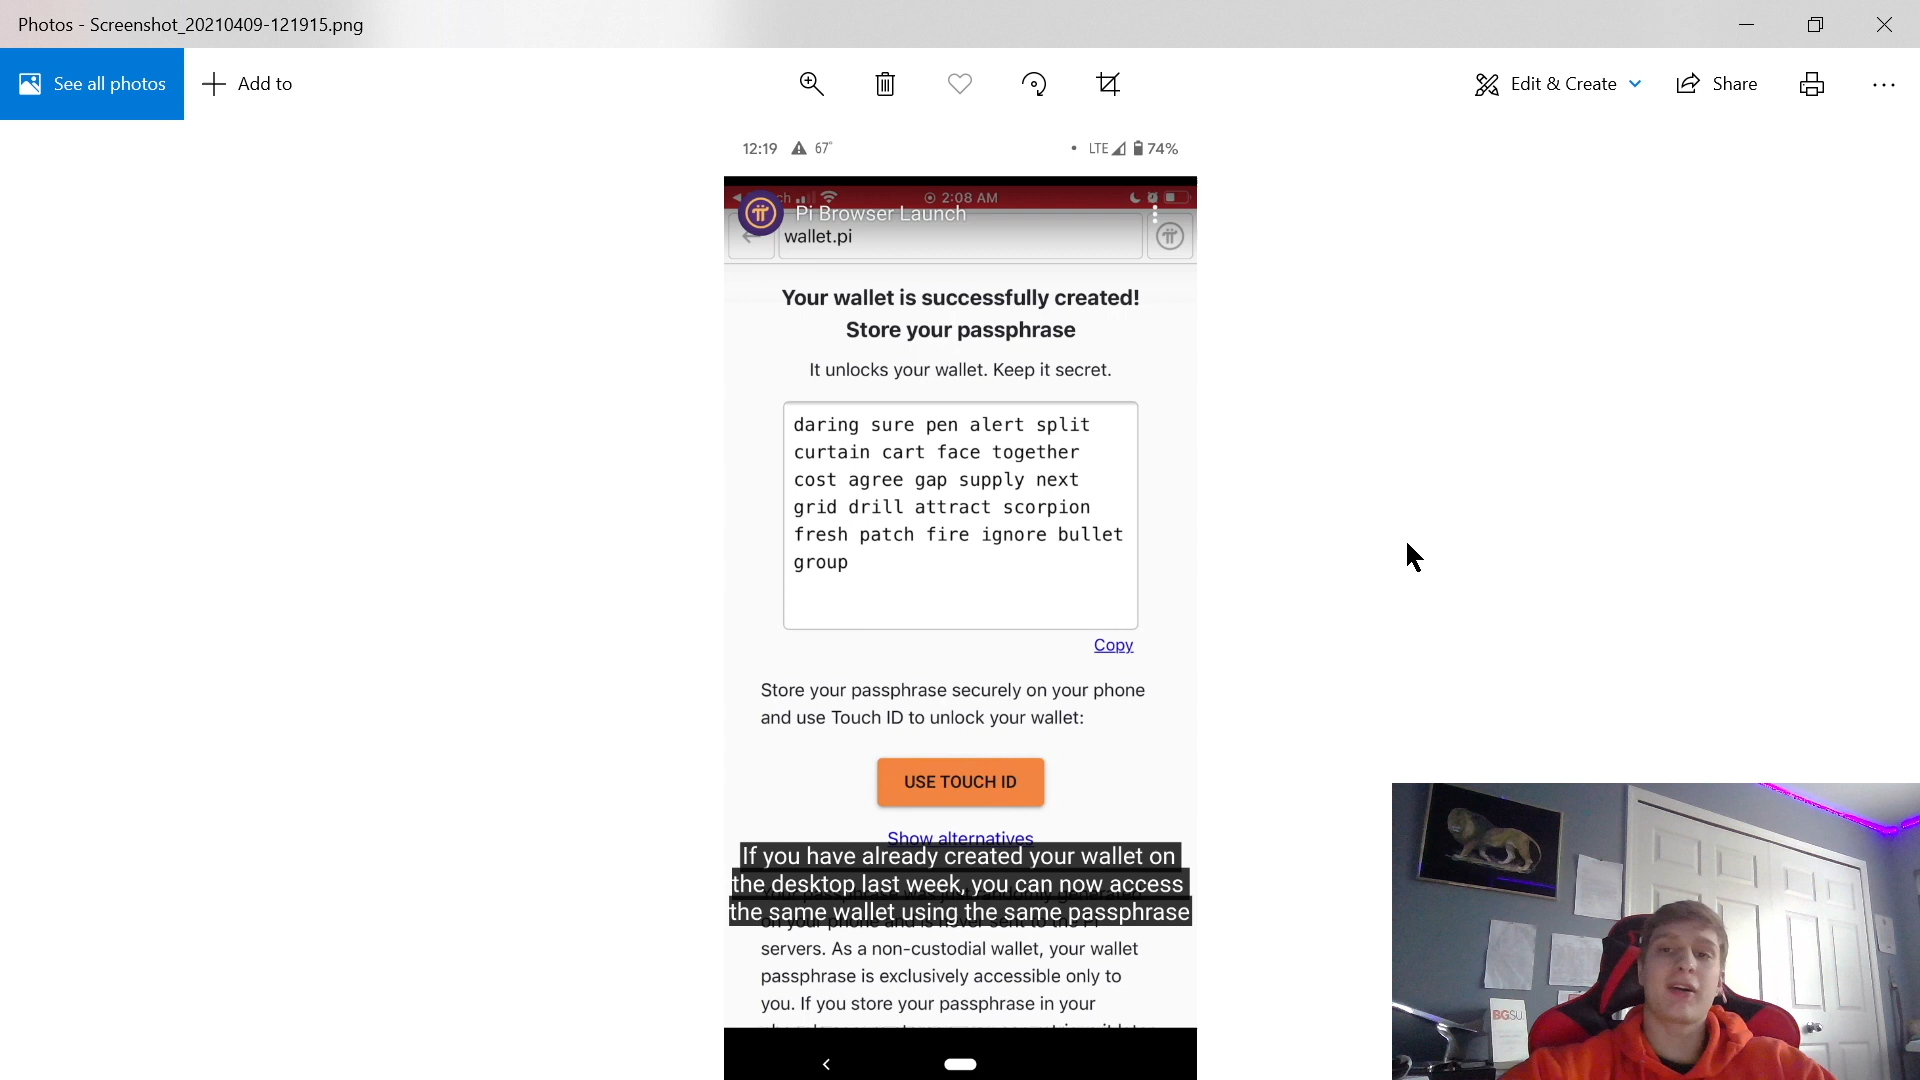 Photos - Screenshot_20210409-121915.png
See all photos
Add to
Edit & Create
Share
12:19
67°
LTE
74%
2:08 AM
Pi Browser Launch
wallet.pi
Your wallet is successfully created!
Store your passphrase
It unlocks your wallet. Keep it secret.
daring sure pen alert split
curtain cart face together
cost agree gap supply next
grid drill attract scorpion
fresh patch fire ignore bullet
group
Copy
Store your passphrase securely on your phone
and use Touch ID to unlock your wallet:
USE TOUCH ID
Show alternatives
If you have already created your wallet on
the desktop last week, you can now access
the same wallet using the same passphrase
servers. As a non-custodial wallet, your wallet
passphrase is exclusively accessible only to
you. If you store your passphrase in your
BGSU